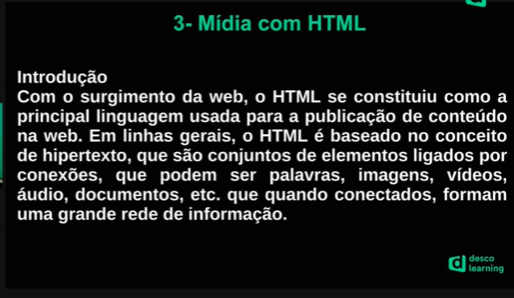 3- Mídia com HTML
Introdução
Com o surgimento da web, o HTML se constituiu como a
principal linguagem usada para a publicação de conteúdo
na web. Em linhas gerais, o HTML é baseado no conceito
de hipertexto, que são conjuntos de elementos ligados por
conexões, que podem ser palavras, imagens, vídeos,
áudio, documentos, etc. que quando conectados, formam
uma grande rede de informação.
desco
learning